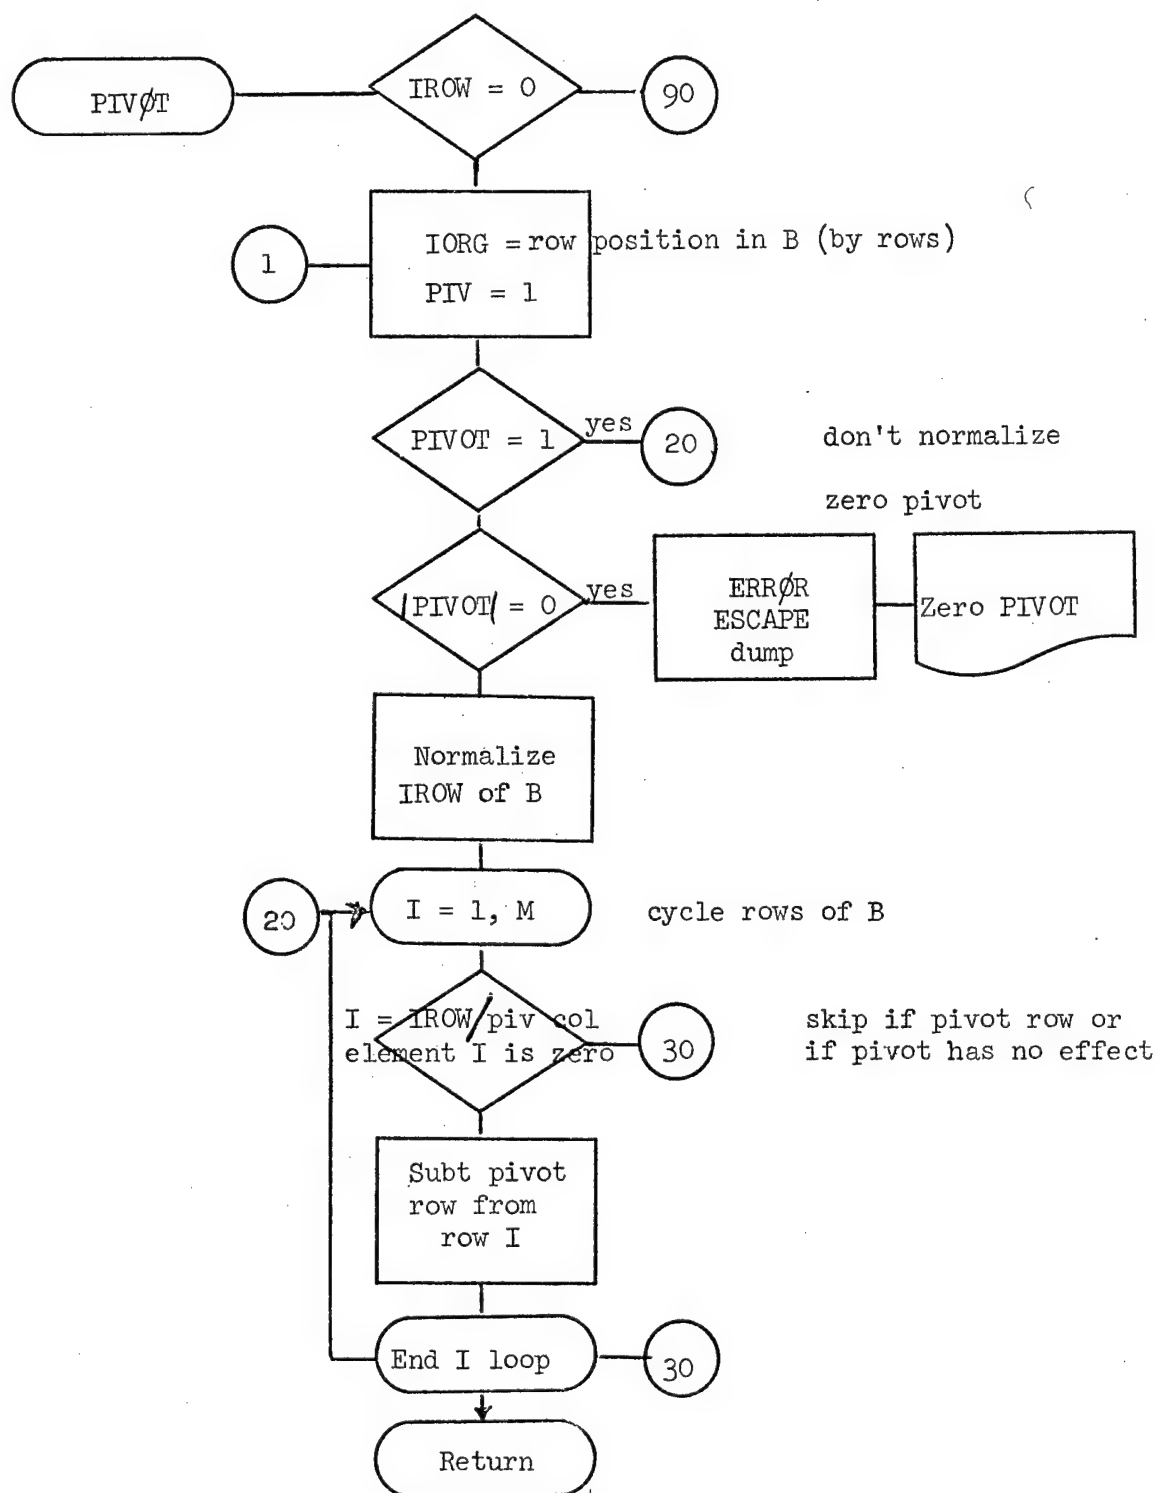 PIVØT
IROW = 0
90
1
IORG = row position in B (by rows)
PIV = 1
PIVOT = 1
yes
20
don't normalize
zero pivot
|PIVOT| = 0
yes
ERRØR
ESCAPE
dump
Zero PIVOT
Normalize
IROW of B
20
I = 1, M
cycle rows of B
I = IROW/piv col
element I is zero
30
skip if pivot row or
if pivot has no effect
Subt pivot
row from
row I
End I loop
30
Return